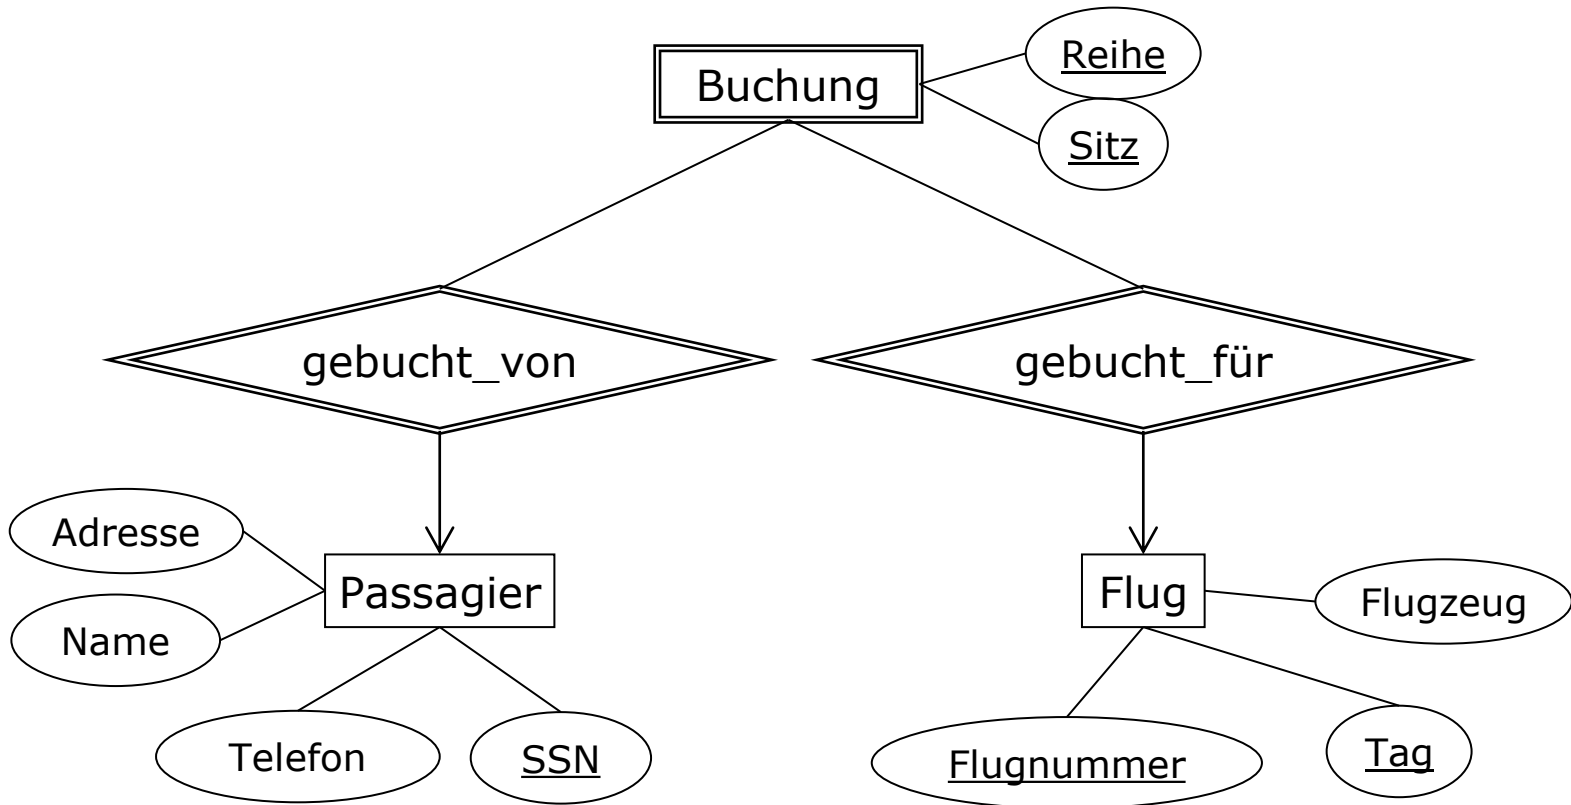 Reihe
Buchung
Sitz
gebucht_von
gebucht_für
Adresse
Passagier
Flug
Flugzeug
Name
Telefon
SSN
Flugnummer
Tag